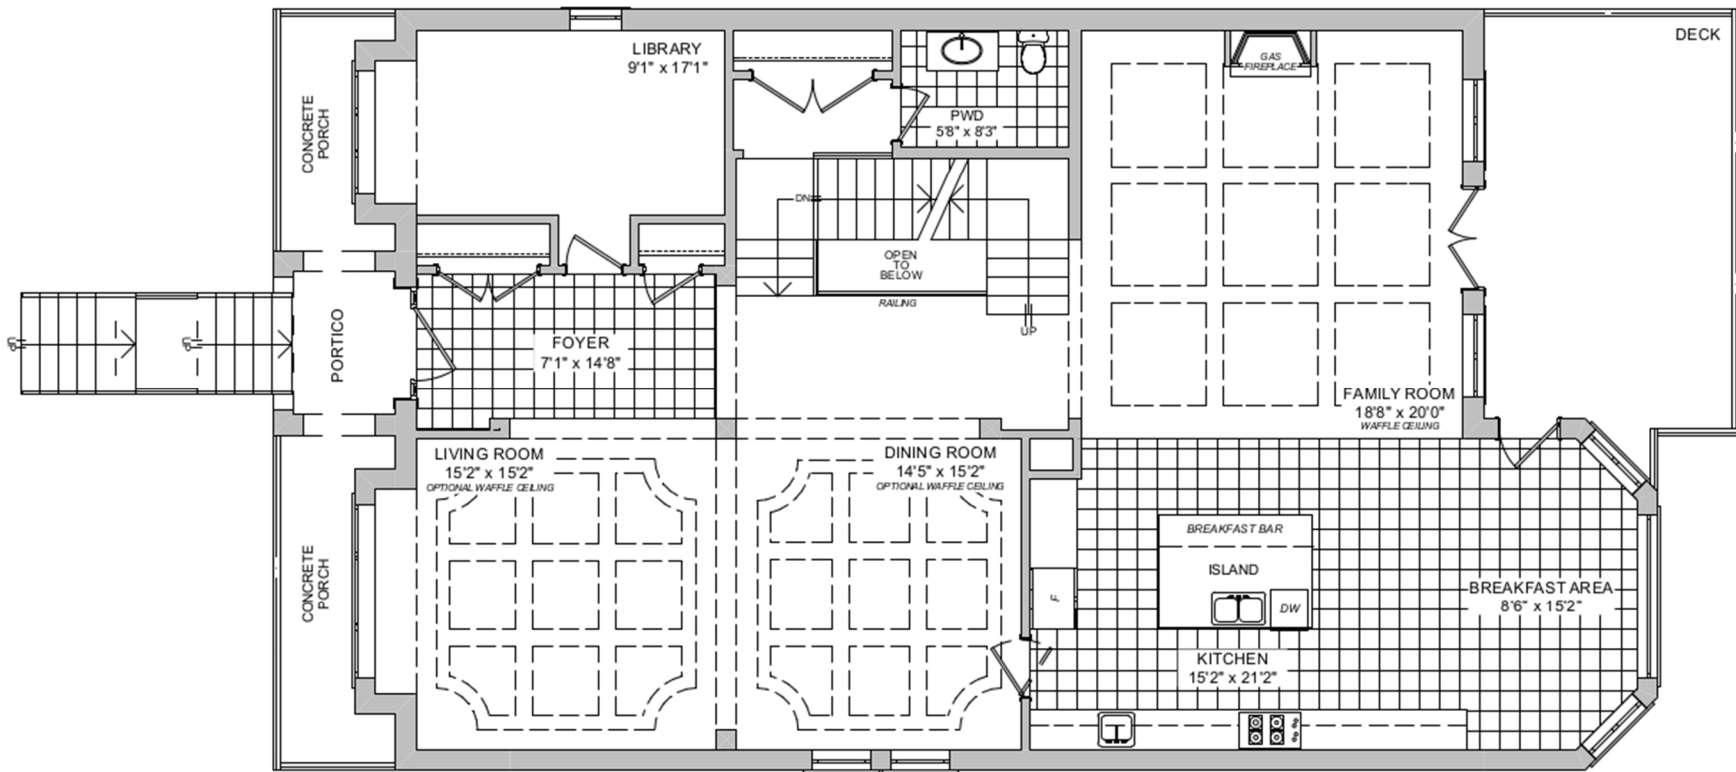 DECK
LIBRARY
9'1" x 17'1"
GAS
FIREPLACE
CONCRETE
PORCH
PWD
5'8" x 8'3"
DN
OPEN
TO
BELOW
RAILING
UP
UP
UP
PORTICO
FOYER
7'1" x 14'8"
FAMILY ROOM
18'8" x 20'0"
WAFFLE CEILING
LIVING ROOM
15'2" x 15'2"
OPTIONAL WAFFLE CEILING
DINING ROOM
14'5" x 15'2"
OPTIONAL WAFFLE CEILING
CONCRETE
PORCH
BREAKFAST BAR
ISLAND
F
DW
BREAKFAST AREA
8'6" x 15'2"
KITCHEN
15'2" x 21'2"